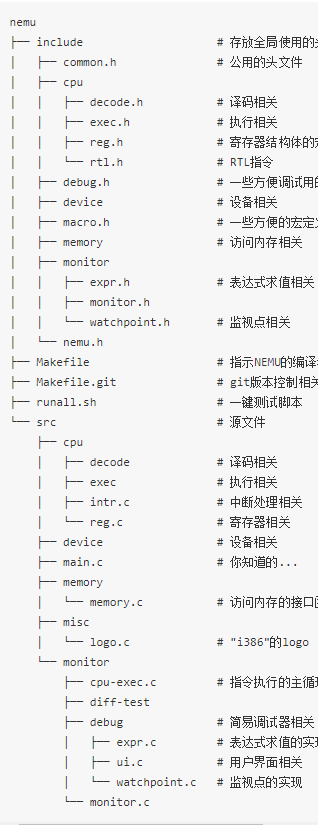 nemu
├── include                    # 存放全局使用的
│   ├── common.h               # 公用的头文件
│   ├── cpu
│   │   ├── decode.h           # 译码相关
│   │   ├── exec.h             # 执行相关
│   │   ├── reg.h              # 寄存器结构体的
│   │   └── rtl.h              # RTL指令
│   ├── debug.h                # 一些方便调试用的
│   ├── device                 # 设备相关
│   ├── macro.h                # 一些方便的宏定
│   ├── memory                 # 访问内存相关
│   ├── monitor
│   │   ├── expr.h             # 表达式求值相关
│   │   ├── monitor.h
│   │   └── watchpoint.h       # 监视点相关
│   └── nemu.h
├── Makefile                   # 指示NEMU的编译
├── Makefile.git               # git版本控制相关
├── runall.sh                  # 一键测试脚本
└── src                        # 源文件
    ├── cpu
    │   ├── decode             # 译码相关
    │   ├── exec               # 执行相关
    │   ├── intr.c             # 中断处理相关
    │   └── reg.c              # 寄存器相关
    ├── device                 # 设备相关
    ├── main.c                 # 你知道的...
    ├── memory
    │   └── memory.c           # 访问内存的接口
    ├── misc
    │   └── logo.c             # "i386"的logo
    └── monitor
        ├── cpu-exec.c         # 指令执行的主循
        ├── diff-test
        ├── debug              # 简易调试器相关
        │   ├── expr.c         # 表达式求值的实
        │   ├── ui.c           # 用户界面相关
        │   └── watchpoint.c   # 监视点的实现
        └── monitor.c